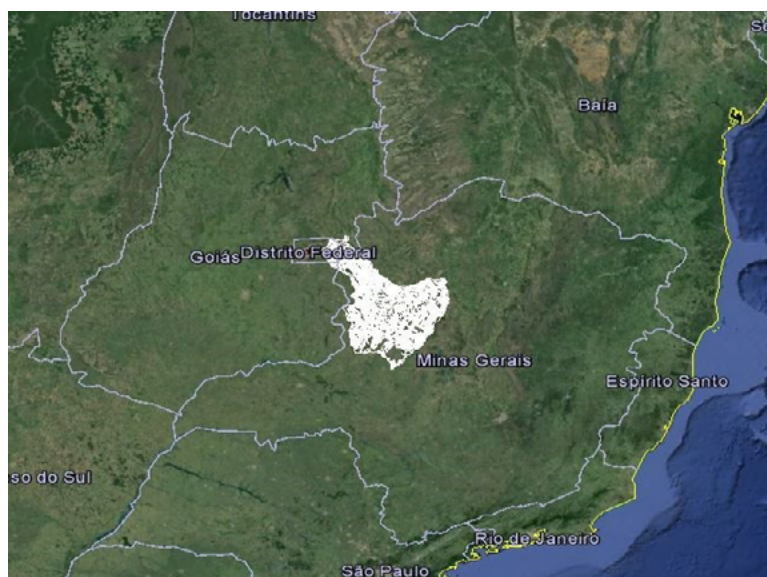 Tocantins
Baía
Goiás
Distrito Federal
Minas Gerais
Espírito Santo
so do Sul
Rio de Janeiro
São Paulo